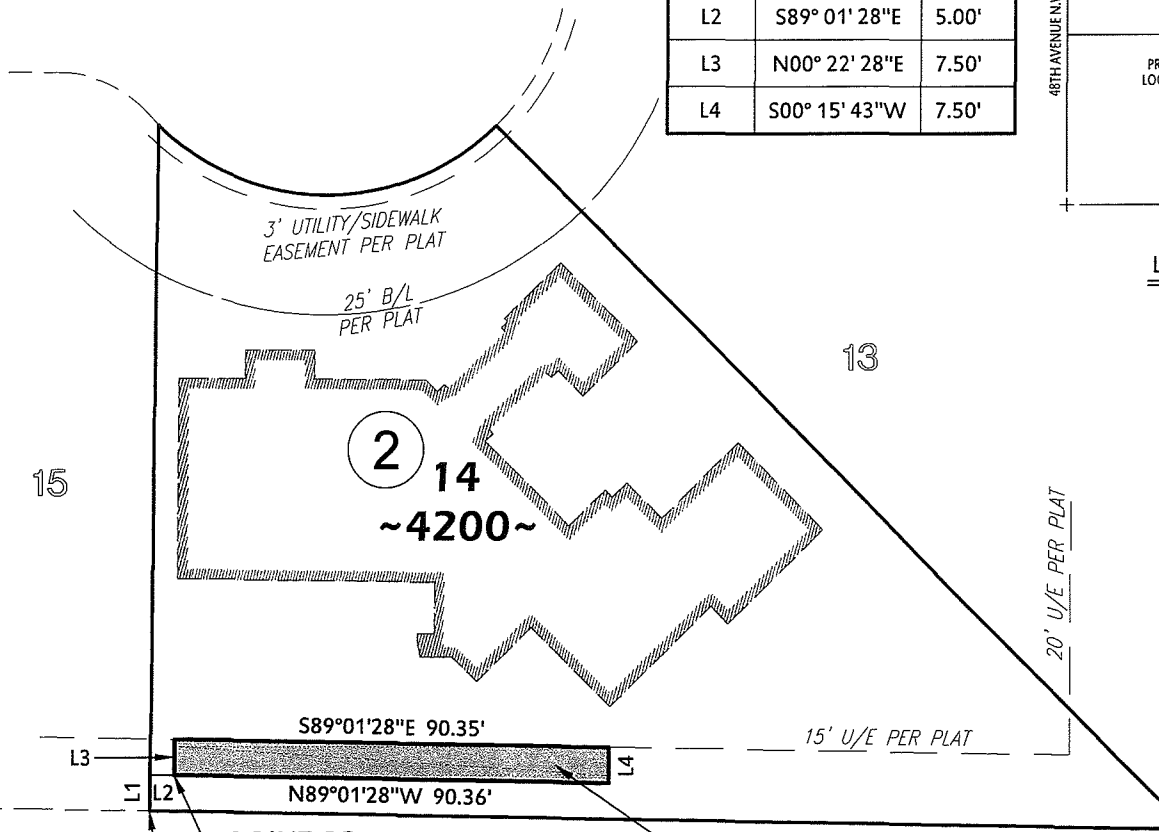 L2 S89° 01' 28"E 5.00'
L3 N00° 22' 28"E 7.50'
L4 S00° 15' 43"W 7.50'
48TH AVENUE
3' UTILITY/SIDEWALK
EASEMENT PER PLAT
25' B/L
PER PLAT
13
15
2
14
~4200~
20' U/E PER PLAT
S89°01'28"E 90.35'
15' U/E PER PLAT
L3
L4
L1
L2
N89°01'28"W 90.36'